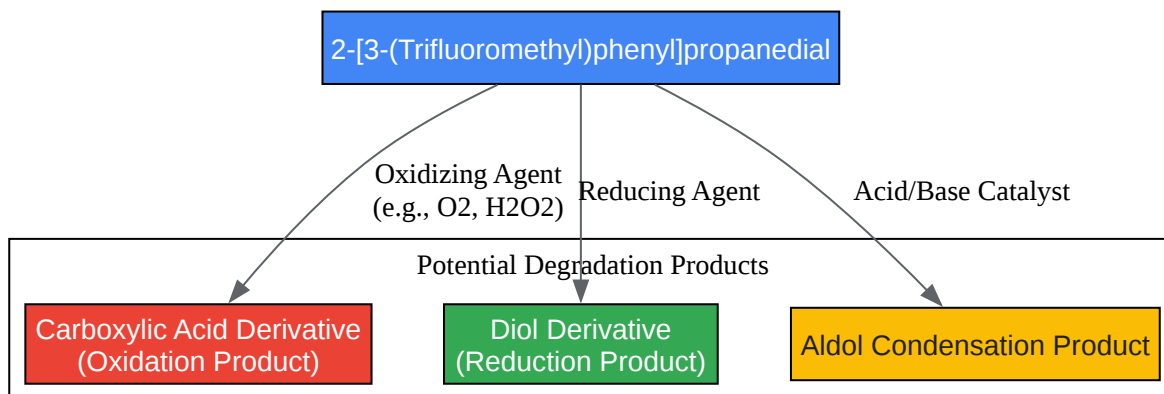 2-[3-(Trifluoromethyl)phenyl]propanedial
Oxidizing Agent
(e.g., O2, H2O2)
Reducing Agent
Acid/Base Catalyst
Potential Degradation Products
Carboxylic Acid Derivative
(Oxidation Product)
Diol Derivative
(Reduction Product)
Aldol Condensation Product